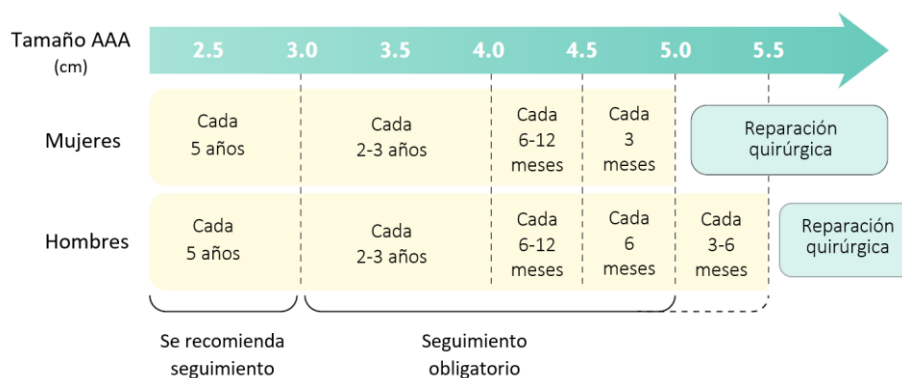 Tamaño AAA
(cm)
2.5 3.0 3.5 4.0 4.5 5.0 5.5
Mujeres
Cada
5 años
Cada
2-3 años
Cada
6-12
meses
Cada
3
meses
Reparación
quirúrgica
Hombres
Cada
5 años
Cada
2-3 años
Cada
6-12
meses
Cada
6
meses
Cada
3-6
meses
Reparación
quirúrgica
Se recomienda
seguimiento
Seguimiento
obligatorio